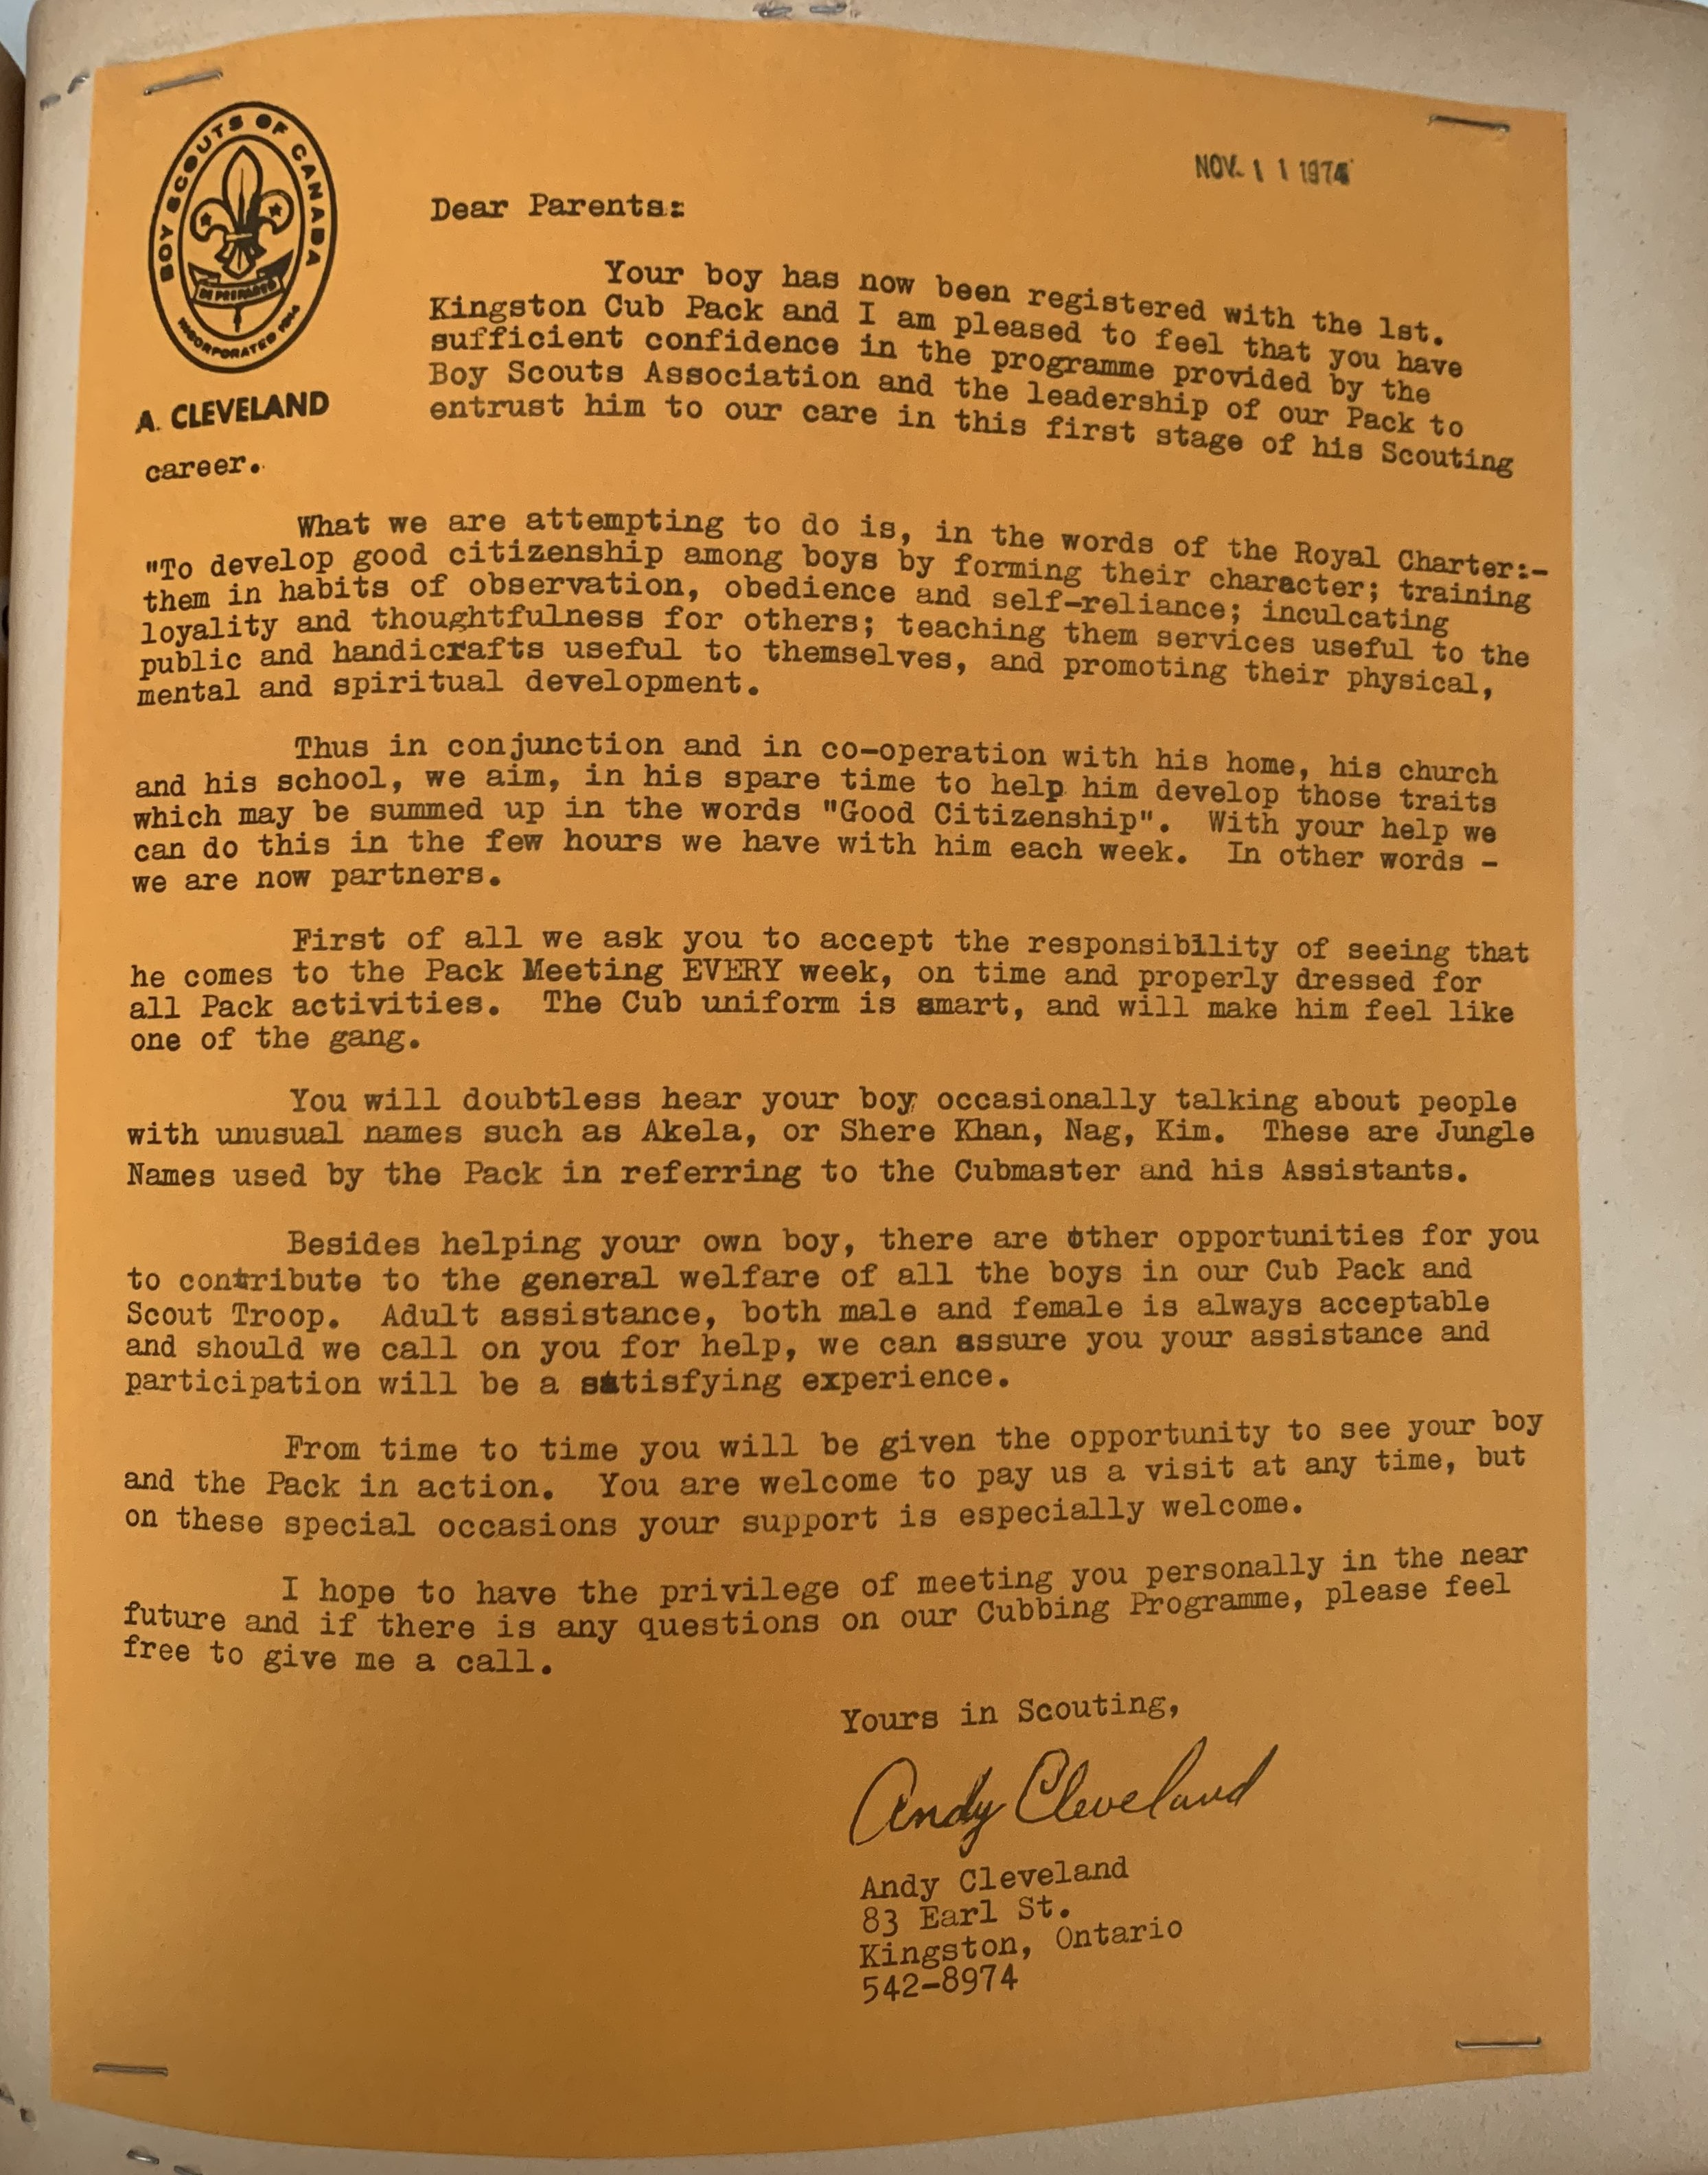 BOY SCOUTS OF CANADA
BE PREPARED
INCORPORATED 1914
A. CLEVELAND
NOV. 11 1974
Dear Parents:
Your boy has now been registered with the 1st.
Kingston Cub Pack and I am pleased to feel that you have
sufficient confidence in the programme provided by the
Boy Scouts Association and the leadership of our Pack to
entrust him to our care in this first stage of his Scouting
career.
What we are attempting to do is, in the words of the Royal Charter:-
"To develop good citizenship among boys by forming their character; training
them in habits of observation, obedience and self-reliance; inculcating
loyality and thoughtfulness for others; teaching them services useful to the
public and handicrafts useful to themselves, and promoting their physical,
mental and spiritual development.
Thus in conjunction and in co-operation with his home, his church
and his school, we aim, in his spare time to help him develop those traits
which may be summed up in the words "Good Citizenship". With your help we
can do this in the few hours we have with him each week. In other words -
we are now partners.
First of all we ask you to accept the responsibility of seeing that
he comes to the Pack Meeting EVERY week, on time and properly dressed for
all Pack activities. The Cub uniform is smart, and will make him feel like
one of the gang.
You will doubtless hear your boy occasionally talking about people
with unusual names such as Akela, or Shere Khan, Nag, Kim. These are Jungle
Names used by the Pack in referring to the Cubmaster and his Assistants.
Besides helping your own boy, there are other opportunities for you
to contribute to the general welfare of all the boys in our Cub Pack and
Scout Troop. Adult assistance, both male and female is always acceptable
and should we call on you for help, we can assure you your assistance and
participation will be a satisfying experience.
From time to time you will be given the opportunity to see your boy
and the Pack in action. You are welcome to pay us a visit at any time, but
on these special occasions your support is especially welcome.
I hope to have the privilege of meeting you personally in the near
future and if there is any questions on our Cubbing Programme, please feel
free to give me a call.
Yours in Scouting,
Andy Cleveland
Andy Cleveland
83 Earl St.
Kingston, Ontario
542-8974